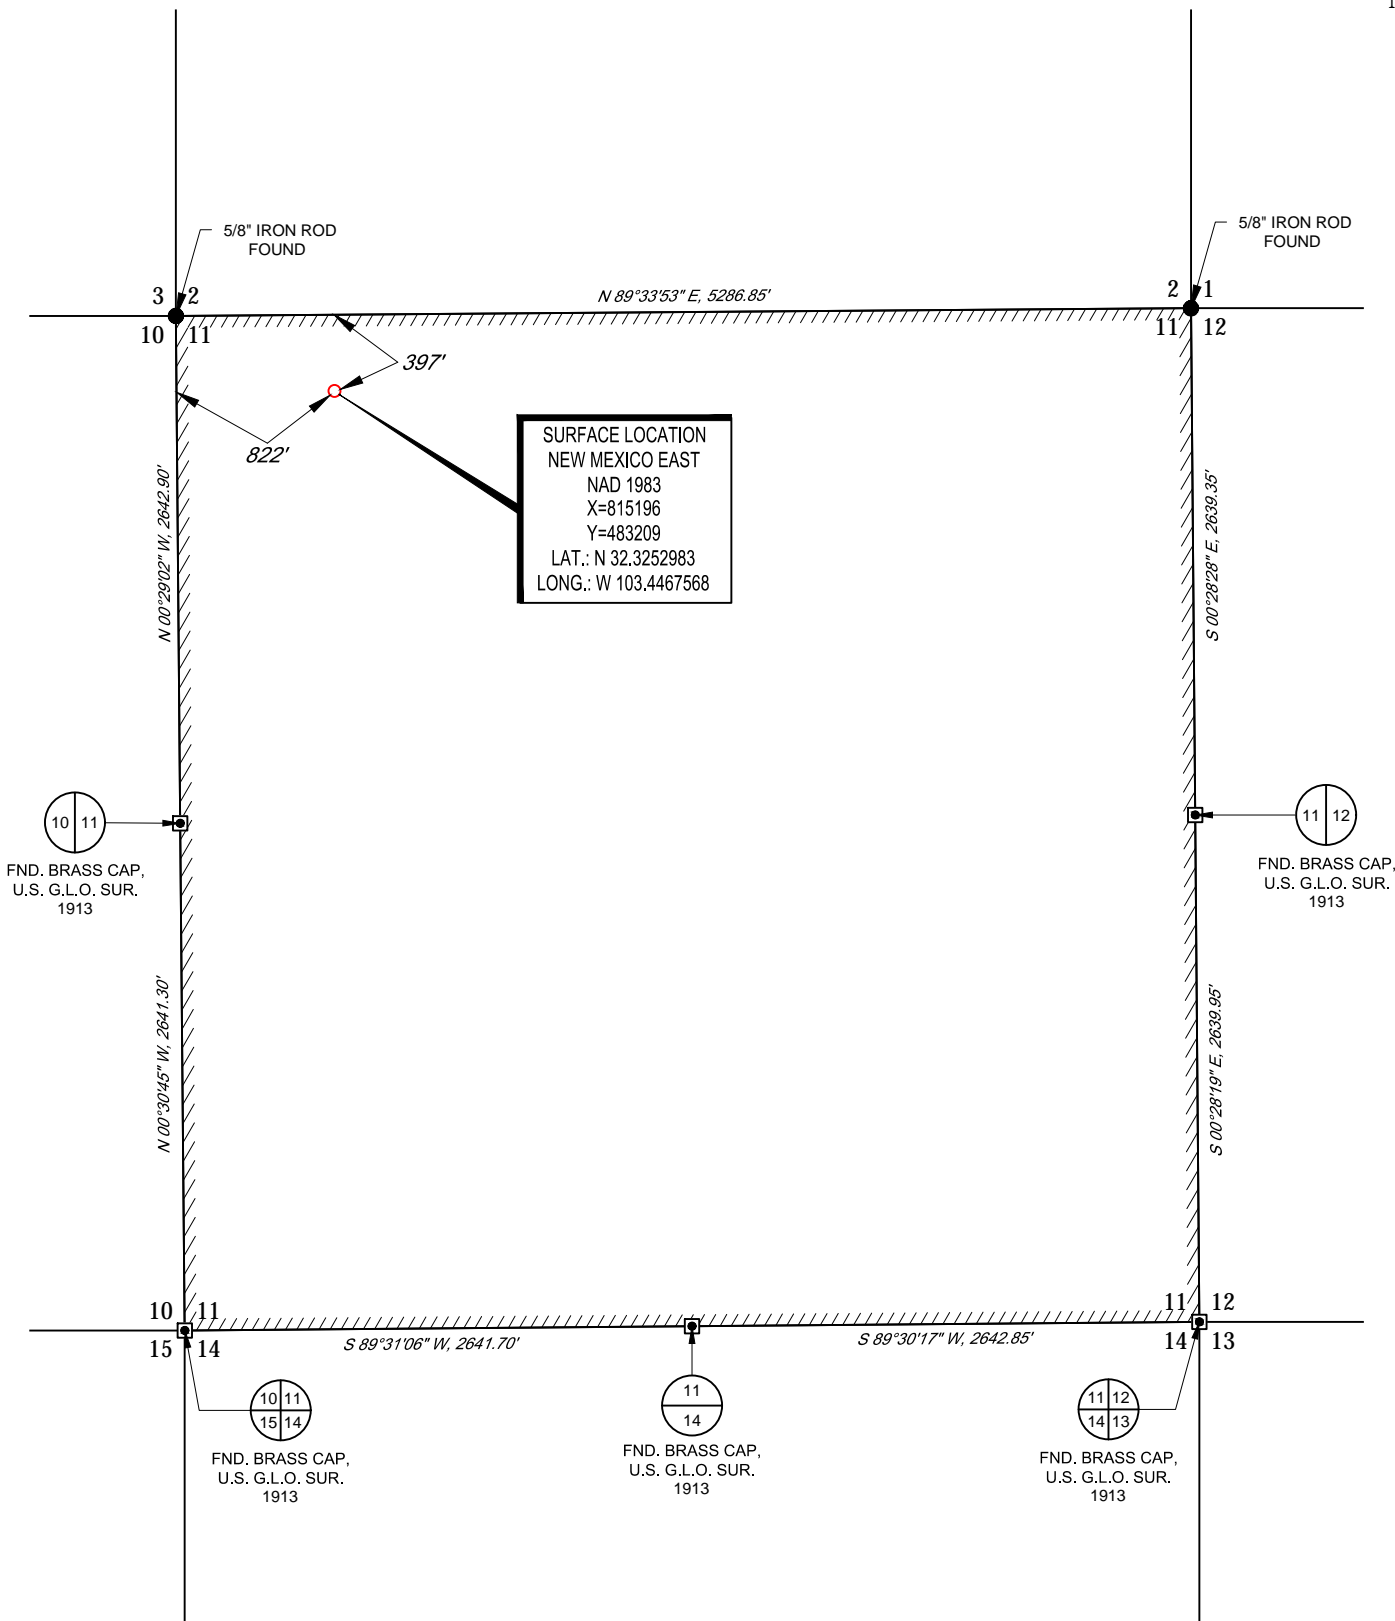 1
5/8" IRON ROD
FOUND
5/8" IRON ROD
FOUND
3 2
N 89°33'53" E, 5286.85'
2 1
10 11
11 12
397'
822'
SURFACE LOCATION
NEW MEXICO EAST
NAD 1983
X=815196
Y=483209
LAT.: N 32.3252983
LONG.: W 103.4467568
N 00°29'02" W, 2642.90'
S 00°28'28" E, 2639.35'
10 11
FND. BRASS CAP,
U.S. G.L.O. SUR.
1913
11 12
FND. BRASS CAP,
U.S. G.L.O. SUR.
1913
N 00°30'45" W, 2641.30'
S 00°28'19" E, 2639.95'
10 11
11 12
15 14
S 89°31'06" W, 2641.70'
S 89°30'17" W, 2642.85'
14 13
10 11
15 14
FND. BRASS CAP,
U.S. G.L.O. SUR.
1913
11
14
FND. BRASS CAP,
U.S. G.L.O. SUR.
1913
11 12
14 13
FND. BRASS CAP,
U.S. G.L.O. SUR.
1913